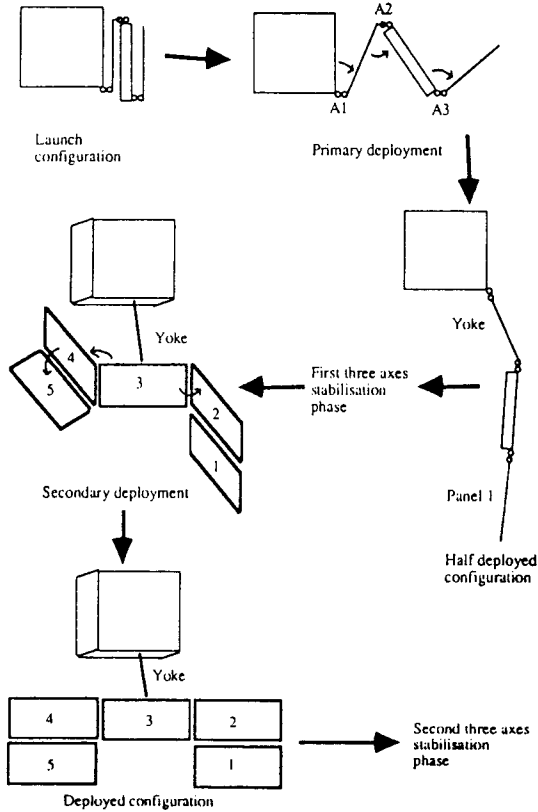 A2
A1
A3
Launch
configuration
Primary deployment
Yoke
Yoke
4
3
5
2
1
First three axes
stabilisation
phase
Panel 1
Secondary deployment
Half deployed
configuration
Yoke
4
3
2
5
1
Second three axes
stabilisation
phase
Deployed configuration